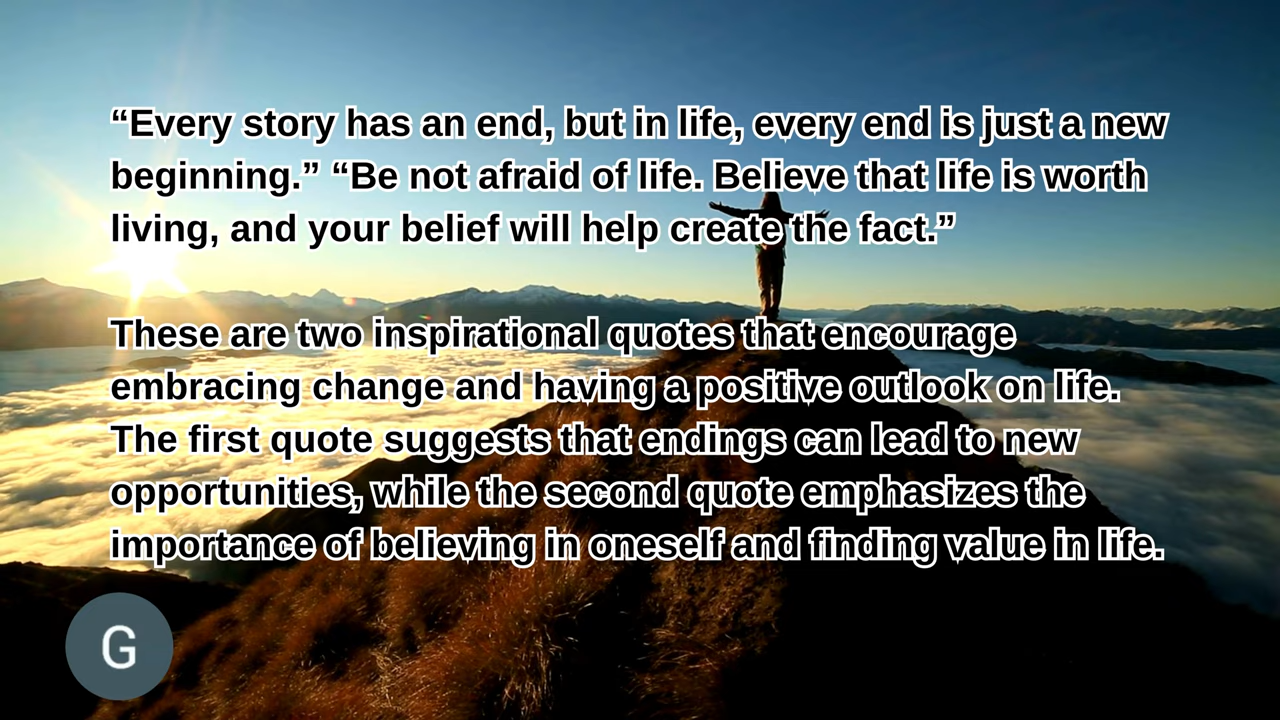 “Every story has an end, but in life, every end is just a new
beginning.” “Be not afraid of life. Believe that life is worth
living, and your belief will help create the fact.”
These are two inspirational quotes that encourage
embracing change and having a positive outlook on life.
The first quote suggests that endings can lead to new
opportunities, while the second quote emphasizes the
importance of believing in oneself and finding value in life.
G